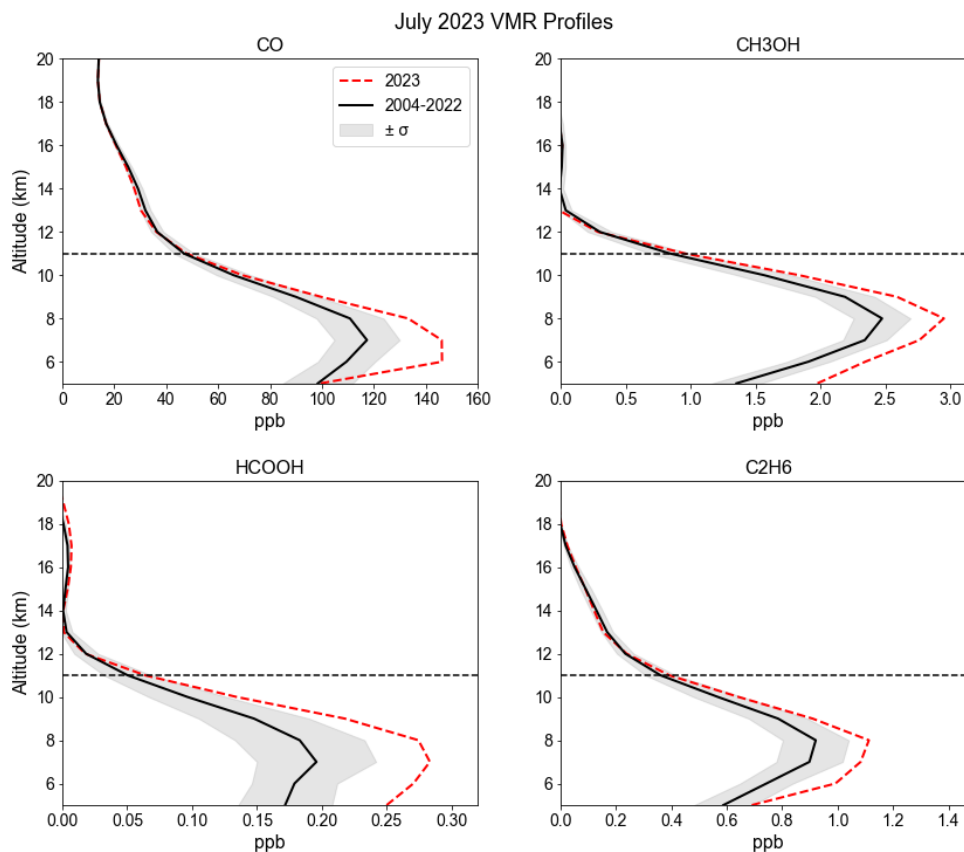 July 2023 VMR Profiles
CO
CH3OH
20
18
16
14
12
10
8
6
Altitude (km)
2023
2004-2022
± σ
0 20 40 60 80 100 120 140 160
ppb
20
18
16
14
12
10
8
6
0.0 0.5 1.0 1.5 2.0 2.5 3.0
ppb
HCOOH
C2H6
20
18
16
14
12
10
8
6
Altitude (km)
0.00 0.05 0.10 0.15 0.20 0.25 0.30
ppb
20
18
16
14
12
10
8
6
0.0 0.2 0.4 0.6 0.8 1.0 1.2 1.4
ppb